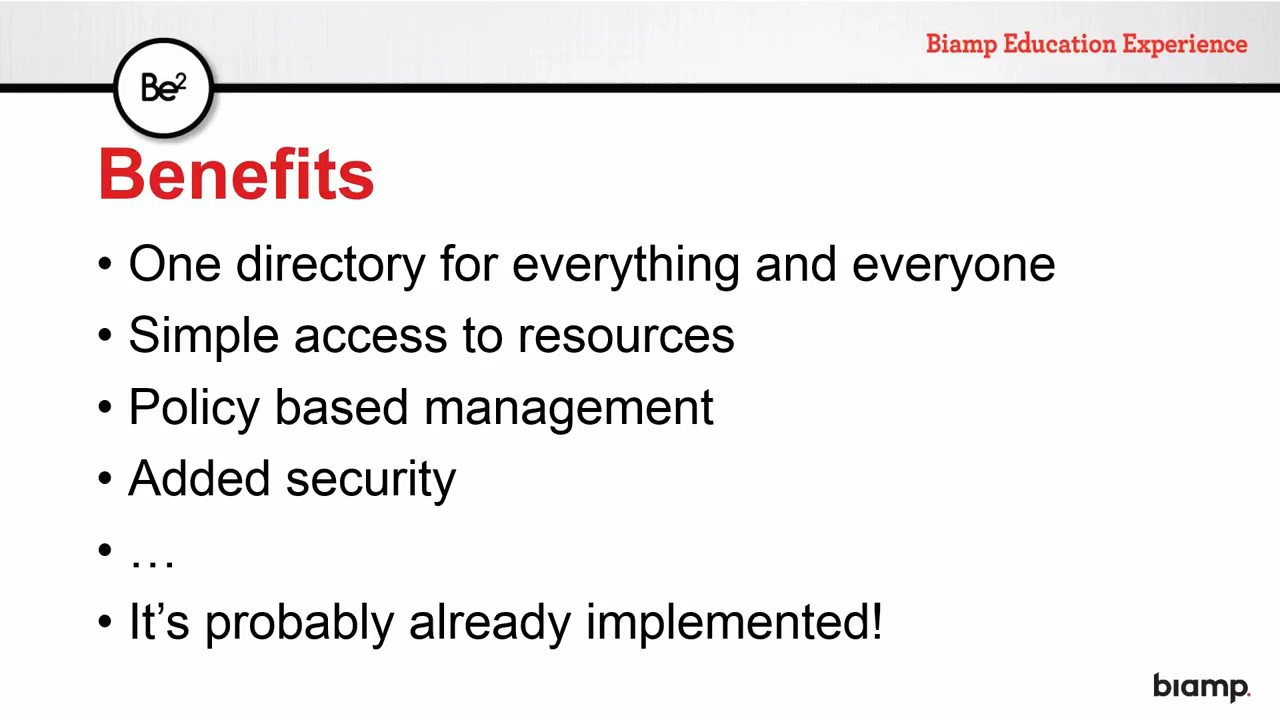 Biamp Education Experience
Be²
Benefits
• One directory for everything and everyone
• Simple access to resources
• Policy based management
• Added security
• …
• It’s probably already implemented!
biamp.